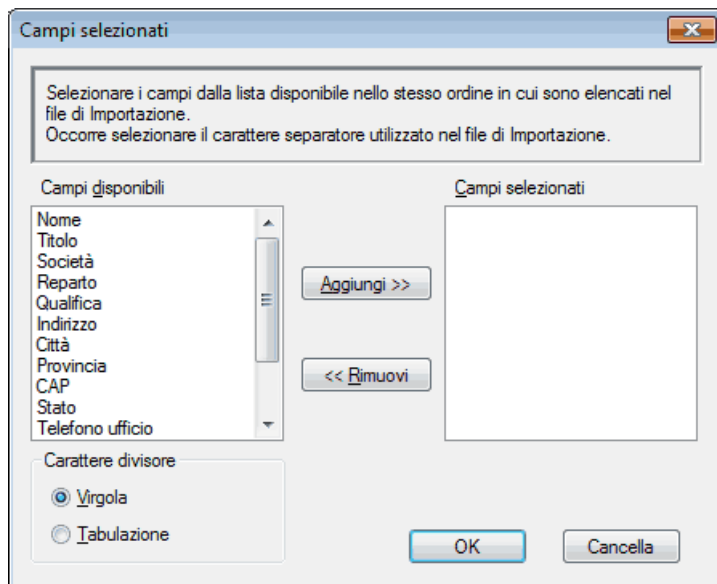 Campi selezionati
Selezionare i campi dalla lista disponibile nello stesso ordine in cui sono elencati nel
file di Importazione.
Occorre selezionare il carattere separatore utilizzato nel file di Importazione.
Campi disponibili
Campi selezionati
Nome
Titolo
Società
Reparto
Qualifica
Indirizzo
Città
Provincia
CAP
Stato
Telefono ufficio
Aggiungi >>
<< Rimuovi
Carattere divisore
Virgola
Tabulazione
OK
Cancella